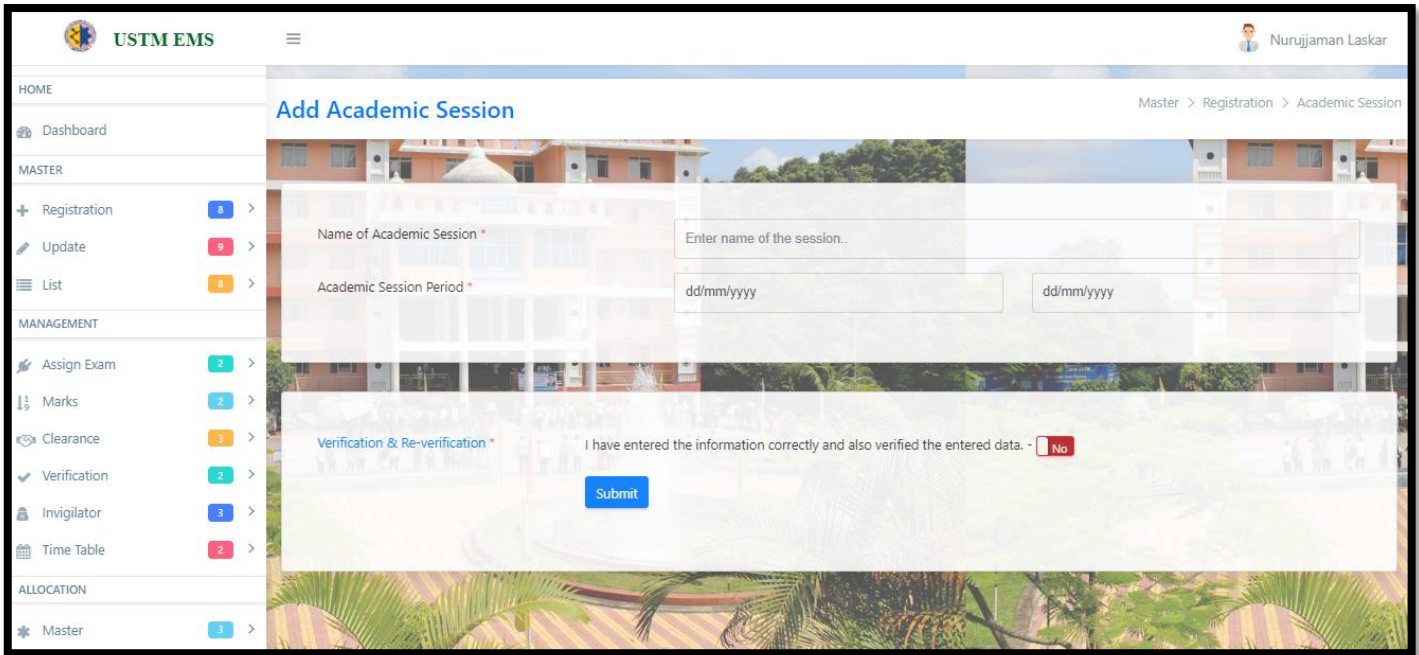 USTM EMS
Nurujjaman Laskar
HOME
Dashboard
MASTER
Registration 8
Update 9
List 8
MANAGEMENT
Assign Exam 2
Marks 2
Clearance 3
Verification 2
Invigilator 3
Time Table 2
ALLOCATION
Master 3
Add Academic Session
Master > Registration > Academic Session
Name of Academic Session *
Enter name of the session..
Academic Session Period *
dd/mm/yyyy dd/mm/yyyy
Verification & Re-verification *
I have entered the information correctly and also verified the entered data. - No
Submit